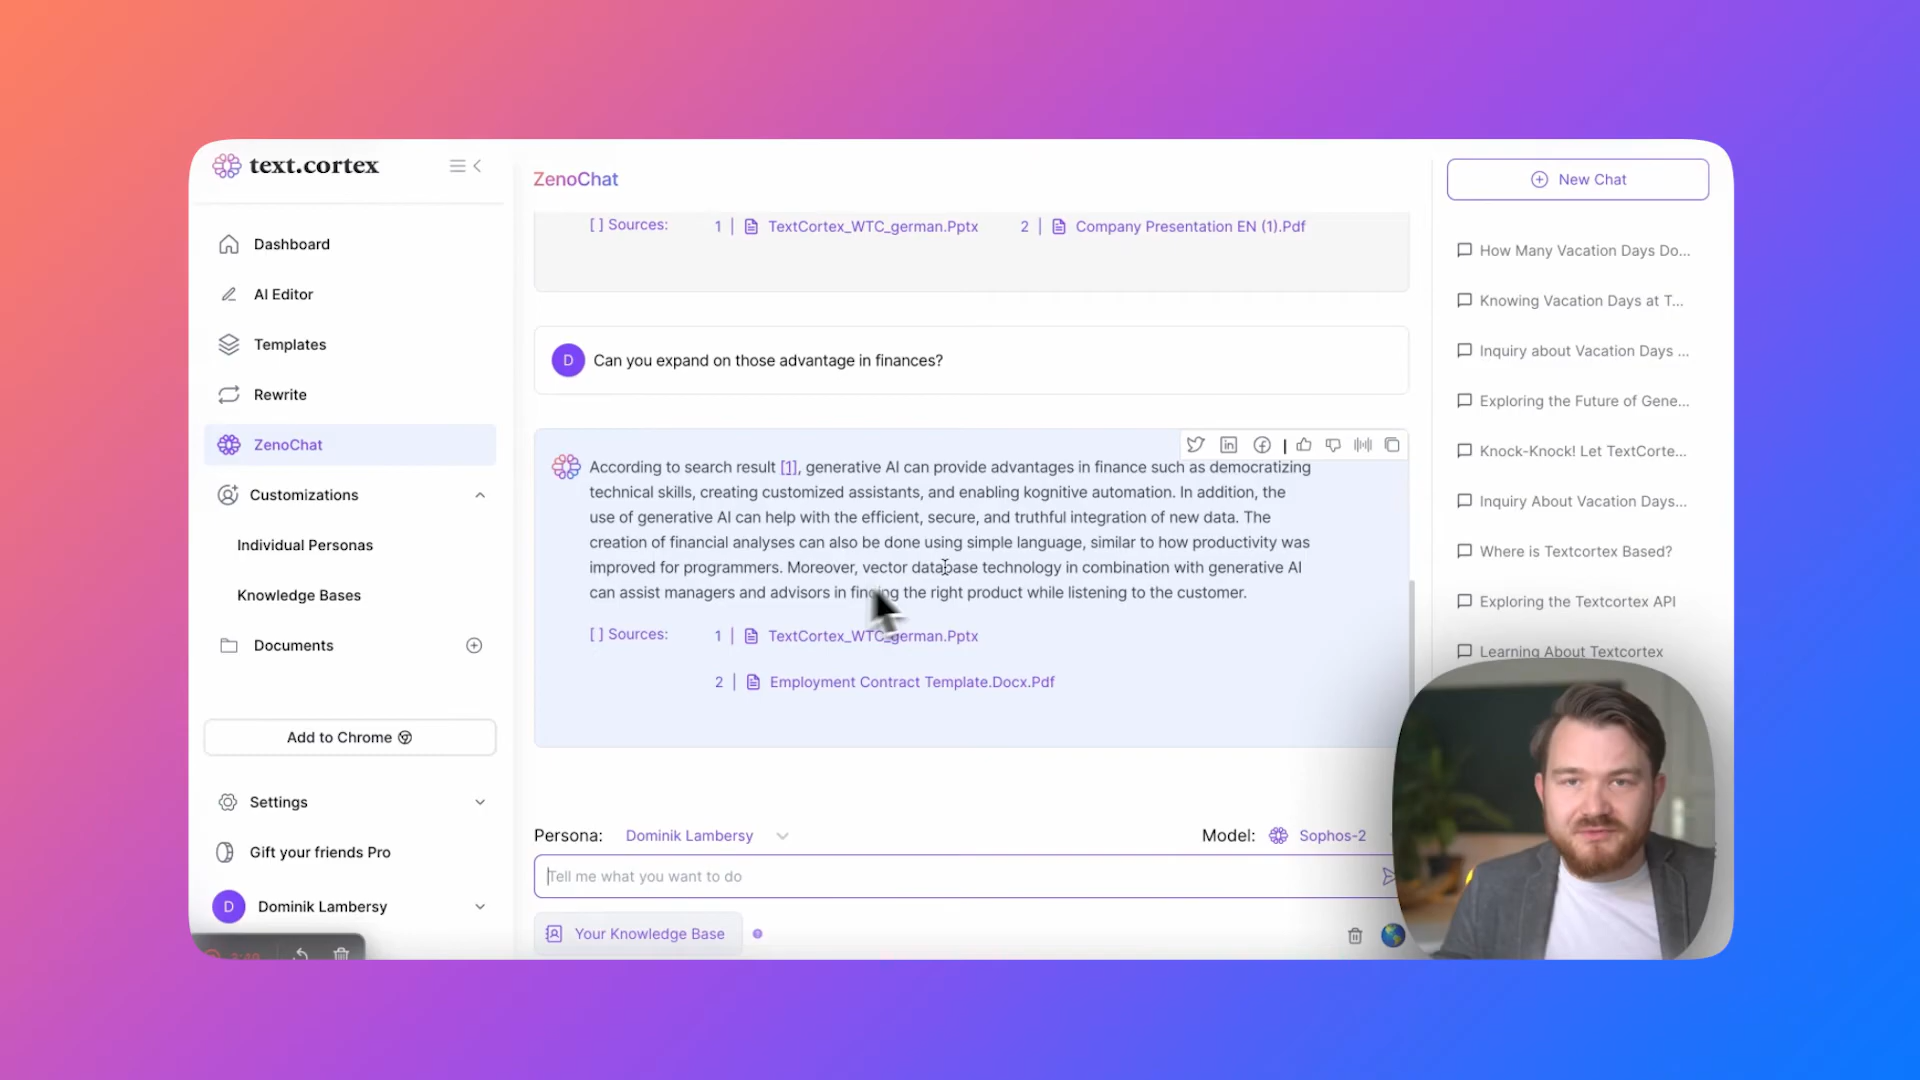 text.cortex
Dashboard
AI Editor
Templates
Rewrite
ZenoChat
Customizations
Individual Personas
Knowledge Bases
Documents
Add to Chrome
Settings
Gift your friends Pro
D Dominik Lambersy
ZenoChat
[ ] Sources: 1 | TextCortex_WTC_german.Pptx 2 | Company Presentation EN (1).Pdf
D Can you expand on those advantage in finances?
According to search result [1], generative AI can provide advantages in finance such as democratizing
technical skills, creating customized assistants, and enabling kognitive automation. In addition, the
use of generative AI can help with the efficient, secure, and truthful integration of new data. The
creation of financial analyses can also be done using simple language, similar to how productivity was
improved for programmers. Moreover, vector database technology in combination with generative AI
can assist managers and advisors in finding the right product while listening to the customer.
[ ] Sources: 1 | TextCortex_WTC_german.Pptx
2 | Employment Contract Template.Docx.Pdf
Persona: Dominik Lambersy
Model: Sophos-2
Tell me what you want to do
Your Knowledge Base
New Chat
How Many Vacation Days Do...
Knowing Vacation Days at T...
Inquiry about Vacation Days ...
Exploring the Future of Gene...
Knock-Knock! Let TextCorte...
Inquiry About Vacation Days...
Where is Textcortex Based?
Exploring the Textcortex API
Learning About Textcortex